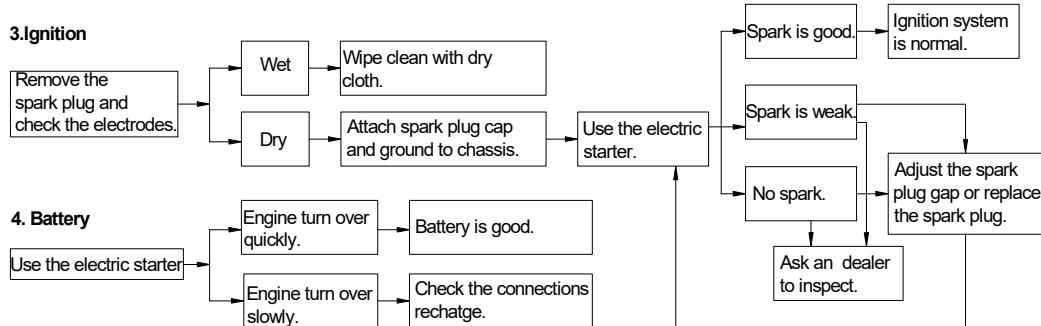 3.Ignition
Remove the
spark plug and
check the electrodes.
Wet
Wipe clean with dry
cloth.
Dry
Attach spark plug cap
and ground to chassis.
Use the electric
starter.
Spark is good.
Ignition system
is normal.
Spark is weak.
No spark.
Adjust the spark
plug gap or replace
the spark plug.
Ask an dealer
to inspect.
4. Battery
Use the electric starter
Engine turn over
quickly.
Battery is good.
Engine turn over
slowly.
Check the connections
rechatge.